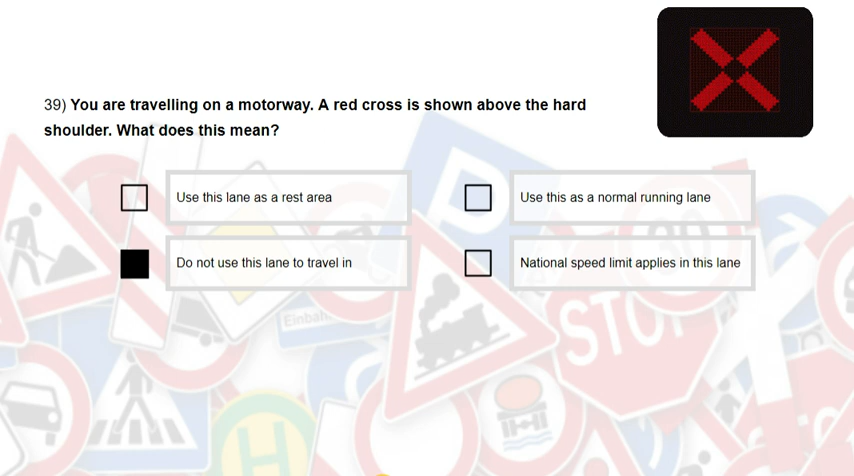 39) You are travelling on a motorway. A red cross is shown above the hard
shoulder. What does this mean?
Use this lane as a rest area
Use this as a normal running lane
Do not use this lane to travel in
National speed limit applies in this lane
30
P
Einbahn
STOP
H